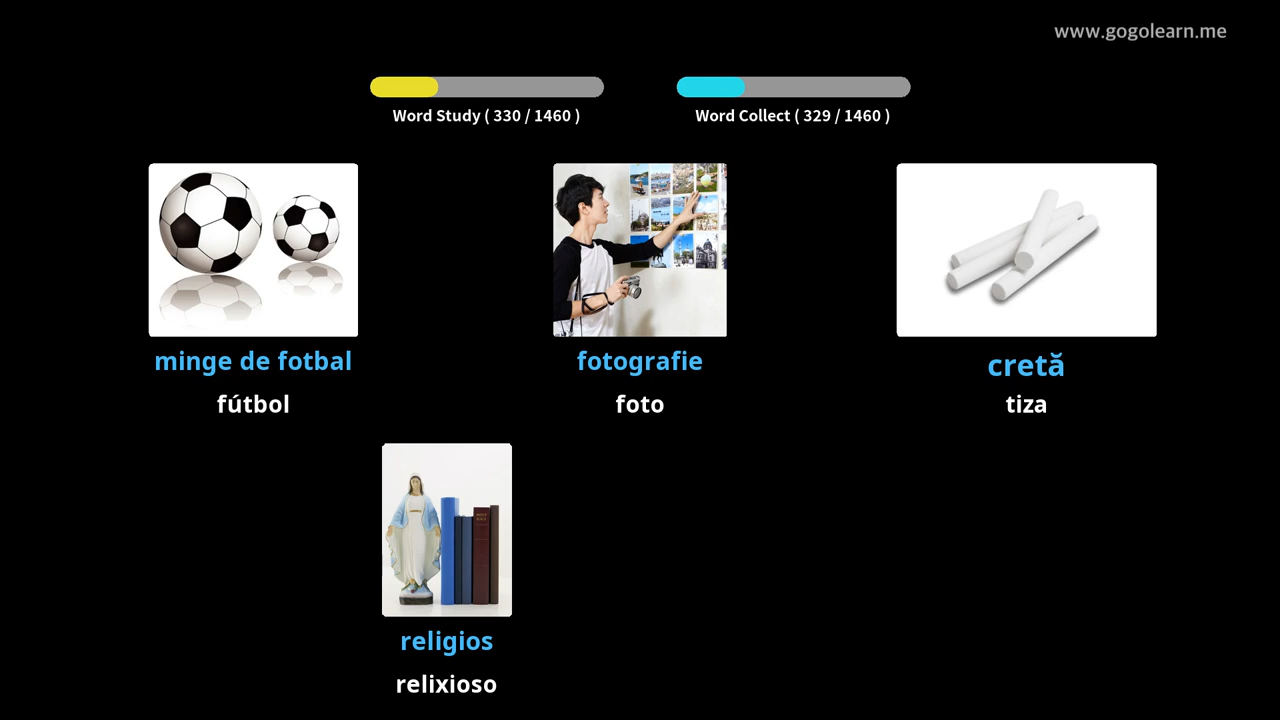 www.gogolearn.me
Word Study ( 330 / 1460 )
Word Collect ( 329 / 1460 )
minge de fotbal
fotografie
cretă
fútbol
foto
tiza
religios
relixioso